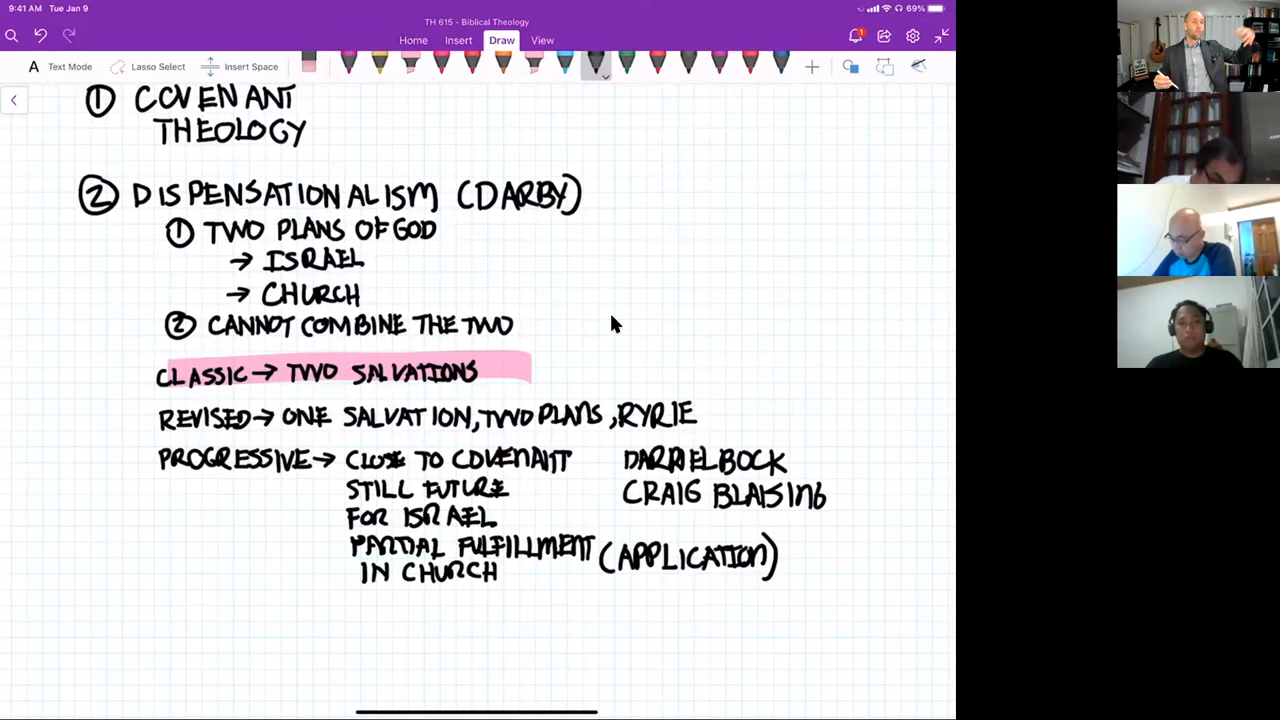 9:41 AM Tue Jan 9
69%
TH 615 - Biblical Theology
Home Insert Draw View
1
A Text Mode Lasso Select Insert Space
① COVENANT
THEOLOGY
② DISPENSATIONALISM (DARBY)
① TWO PLANS OF GOD
→ ISRAEL
→ CHURCH
② CANNOT COMBINE THE TWO
CLASSIC → TWO SALVATIONS
REVISED → ONE SALVATION, TWO PLANS, RYRIE
PROGRESSIVE → CLOSE TO COVENANT DARRELBOCK
STILL FUTURE CRAIG BLAISING
FOR ISRAEL
PARTIAL FULFILLMENT (APPLICATION)
IN CHURCH